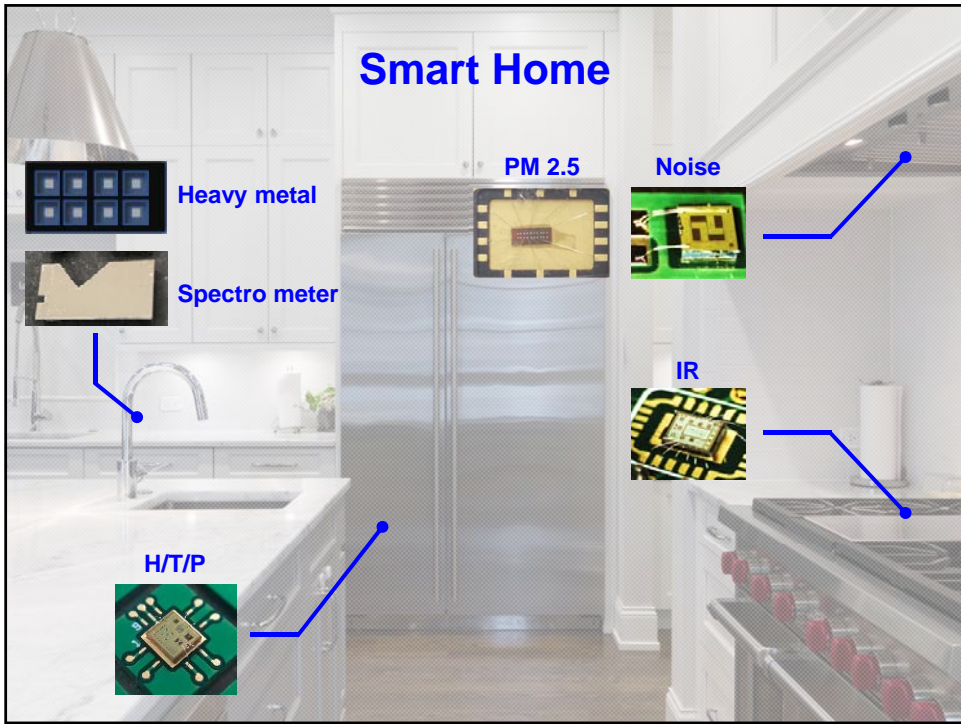 Smart Home
PM 2.5
Noise
Heavy metal
Spectro meter
IR
H/T/P